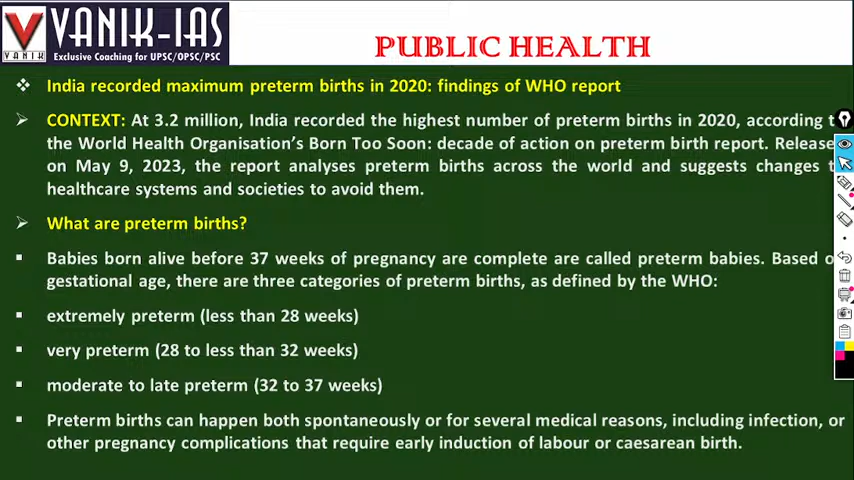 VANIK-IAS
VANIK
Exclusive Coaching for UPSC/OPSC/PSC
PUBLIC HEALTH
India recorded maximum preterm births in 2020: findings of WHO report
CONTEXT: At 3.2 million, India recorded the highest number of preterm births in 2020, according
the World Health Organisation's Born Too Soon: decade of action on preterm birth report. Release
on May 9, 2023, the report analyses preterm births across the world and suggests changes
healthcare systems and societies to avoid them.
What are preterm births?
Babies born alive before 37 weeks of pregnancy are complete are called preterm babies. Based
gestational age, there are three categories of preterm births, as defined by the WHO:
extremely preterm (less than 28 weeks)
very preterm (28 to less than 32 weeks)
moderate to late preterm (32 to 37 weeks)
Preterm births can happen both spontaneously or for several medical reasons, including infection, or
other pregnancy complications that require early induction of labour or caesarean birth.